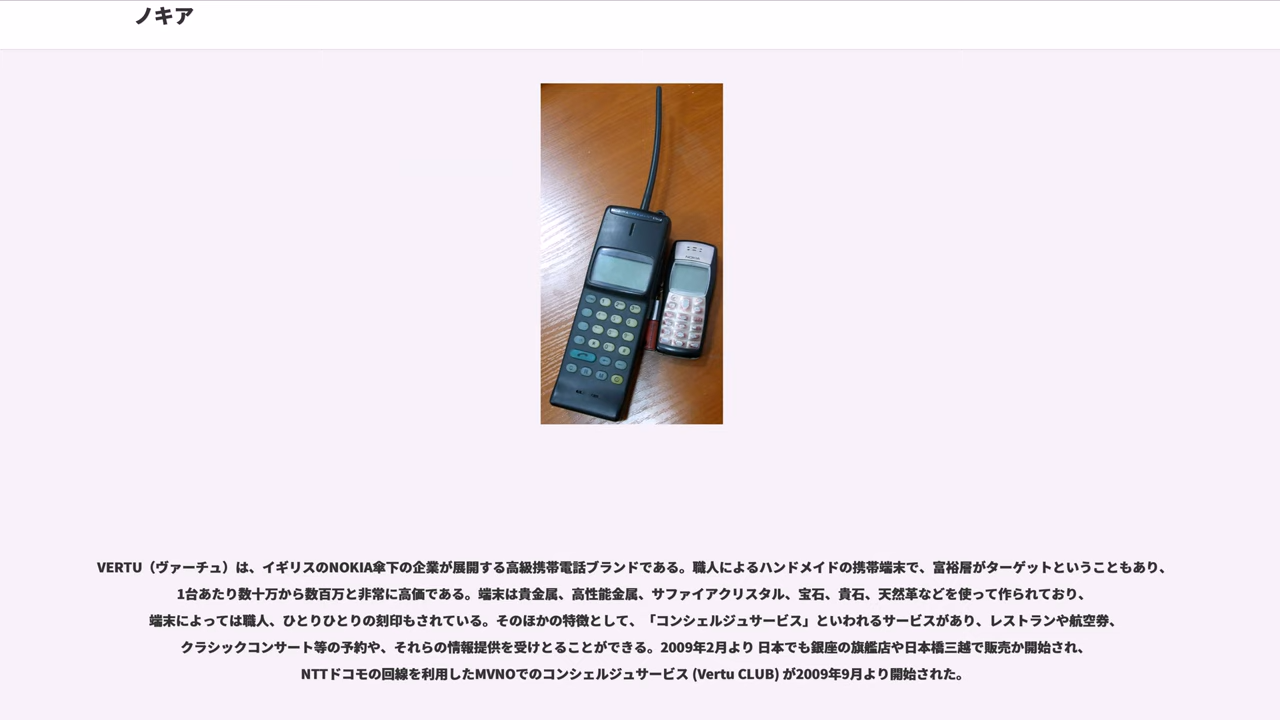 ノキア
NOKIA
VERTU（ヴァーチュ）は、イギリスのNOKIA傘下の企業が展開する高級携帯電話ブランドである。職人によるハンドメイドの携帯端末で、富裕層がターゲットということもあり、
1台あたり数十万から数百万と非常に高価である。端末は貴金属、高性能金属、サファイアクリスタル、宝石、貴石、天然革などを使って作られており、
端末によっては職人、ひとりひとりの刻印もされている。そのほかの特徴として、「コンシェルジュサービス」といわれるサービスがあり、レストランや航空券、
クラシックコンサート等の予約や、それらの情報提供を受けとることができる。2009年2月より 日本でも銀座の旗艦店や日本橋三越で販売か開始され、
NTTドコモの回線を利用したMVNOでのコンシェルジュサービス (Vertu CLUB) が2009年9月より開始された。